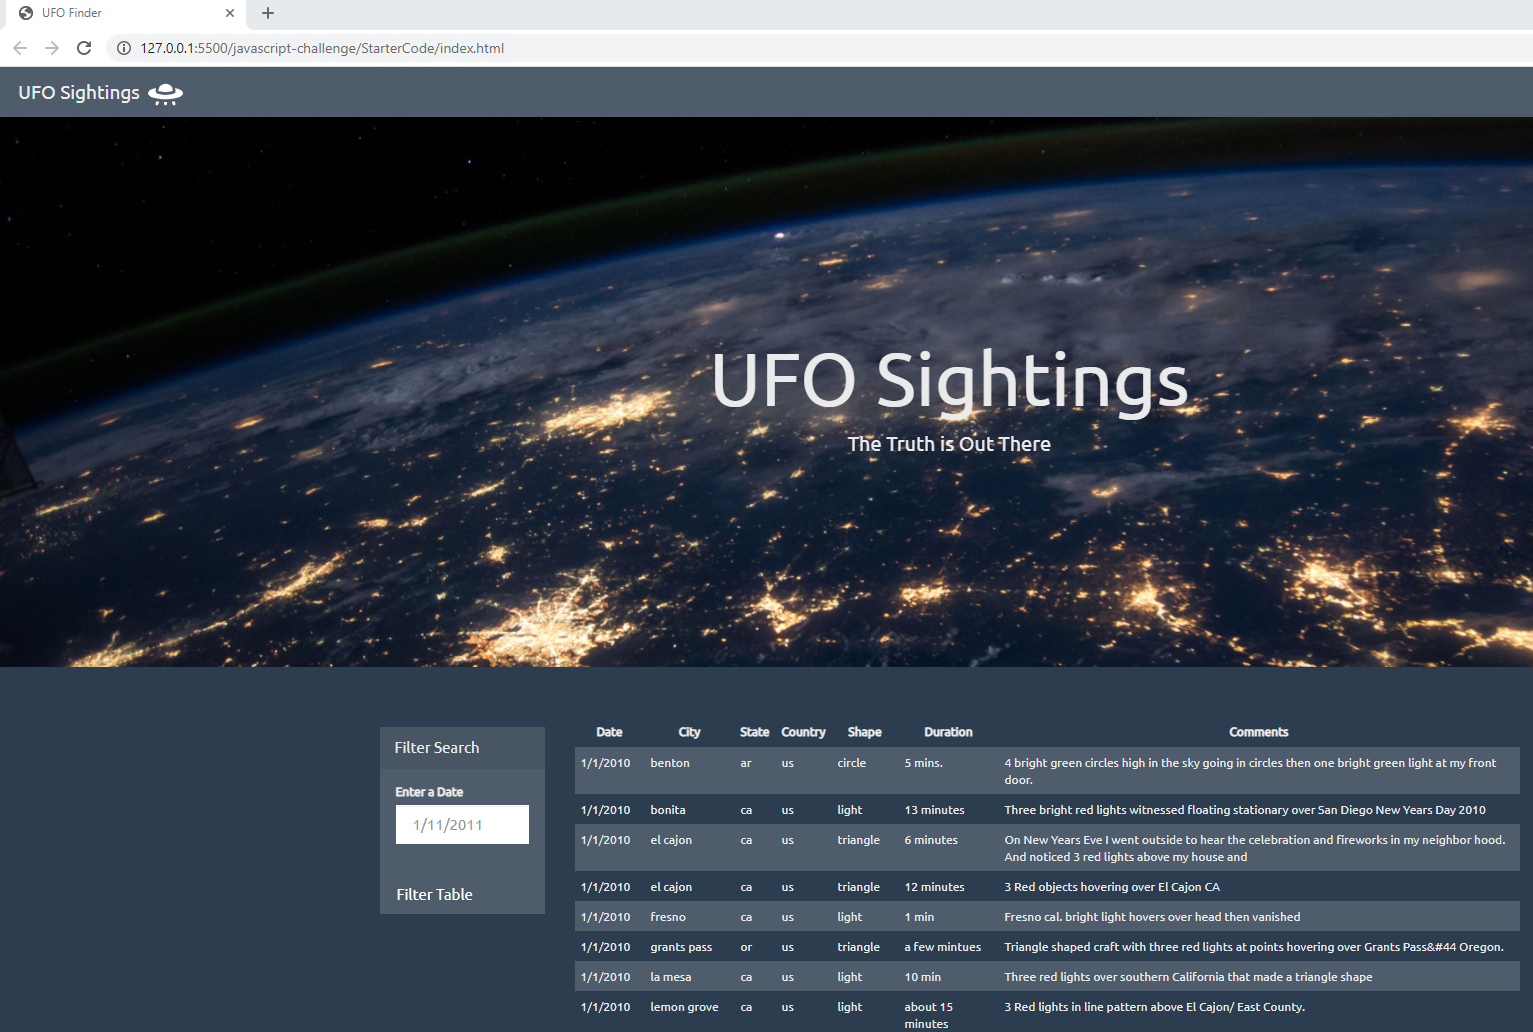 UFO Finder
127.0.0.1:5500/javascript-challenge/StarterCode/index.html
UFO Sightings
UFO Sightings
The Truth is Out There
Filter Search
Enter a Date
1/11/2011
Filter Table
Date City State Country Shape Duration Comments
1/1/2010 benton ar us circle 5 mins. 4 bright green circles high in the sky going in circles then one bright green light at my front
door.
1/1/2010 bonita ca us light 13 minutes Three bright red lights witnessed floating stationary over San Diego New Years Day 2010
1/1/2010 el cajon ca us triangle 6 minutes On New Years Eve I went outside to hear the celebration and fireworks in my neighbor hood.
And noticed 3 red lights above my house and
1/1/2010 el cajon ca us triangle 12 minutes 3 Red objects hovering over El Cajon CA
1/1/2010 fresno ca us light 1 min Fresno cal. bright light hovers over head then vanished
1/1/2010 grants pass or us triangle a few mintues Triangle shaped craft with three red lights at points hovering over Grants Pass&#44 Oregon.
1/1/2010 la mesa ca us light 10 min Three red lights over southern California that made a triangle shape
1/1/2010 lemon grove ca us light about 15 3 Red lights in line pattern above El Cajon/ East County.
minutes